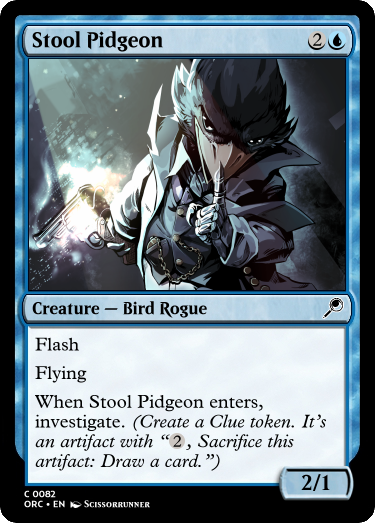 Stool Pidgeon 2
Creature — Bird Rogue
Flash
Flying
When Stool Pidgeon enters,
investigate. (Create a Clue token. It's
an artifact with “2, Sacrifice this
artifact: Draw a card.”)
2/1
C 0082
ORC • EN Scissorrunner